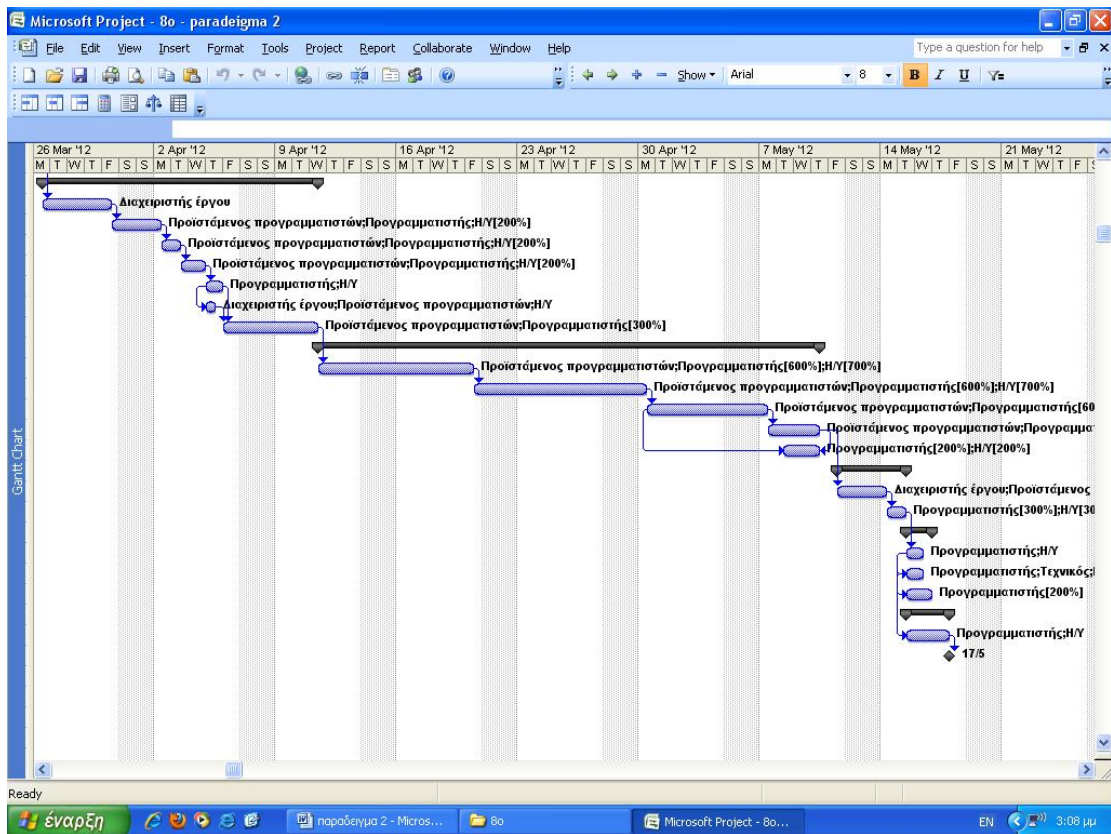 Microsoft Project - 8o - paradeigma 2
File Edit View Insert Format Tools Project Report Collaborate Window Help Type a question for help
Show Arial 8 B I U
26 Mar '12 2 Apr '12 9 Apr '12 16 Apr '12 23 Apr '12 30 Apr '12 7 May '12 14 May '12 21 May '12
M T W T F S S M T W T F S S M T W T F S S M T W T F S S M T W T F S S M T W T F S S M T W T F S S M T W T F S S M T W T F
Διαχειριστής έργου
Προϊστάμενος προγραμματιστών;Προγραμματιστής;Η/Υ[200%]
Προϊστάμενος προγραμματιστών;Προγραμματιστής;Η/Υ[200%]
Προϊστάμενος προγραμματιστών;Προγραμματιστής;Η/Υ[200%]
Προγραμματιστής;Η/Υ
Διαχειριστής έργου;Προϊστάμενος προγραμματιστών;Η/Υ
Προϊστάμενος προγραμματιστών;Προγραμματιστής[300%]
Προϊστάμενος προγραμματιστών;Προγραμματιστής[600%];Η/Υ[700%]
Προϊστάμενος προγραμματιστών;Προγραμματιστής[600%];Η/Υ[700%]
Προϊστάμενος προγραμματιστών;Προγραμματιστής[60
Προϊστάμενος προγραμματιστών;Προγραμμα
Προγραμματιστής[200%];Η/Υ[200%]
Διαχειριστής έργου;Προϊστάμενος
Προγραμματιστής[300%];Η/Υ[30
Προγραμματιστής;Η/Υ
Προγραμματιστής;Τεχνικός;
Προγραμματιστής[200%]
Προγραμματιστής;Η/Υ
17/5
Gantt Chart
Ready
έναρξη παραδειγμα 2 - Micros... 8o Microsoft Project - 8o... EN 3:08 μμ